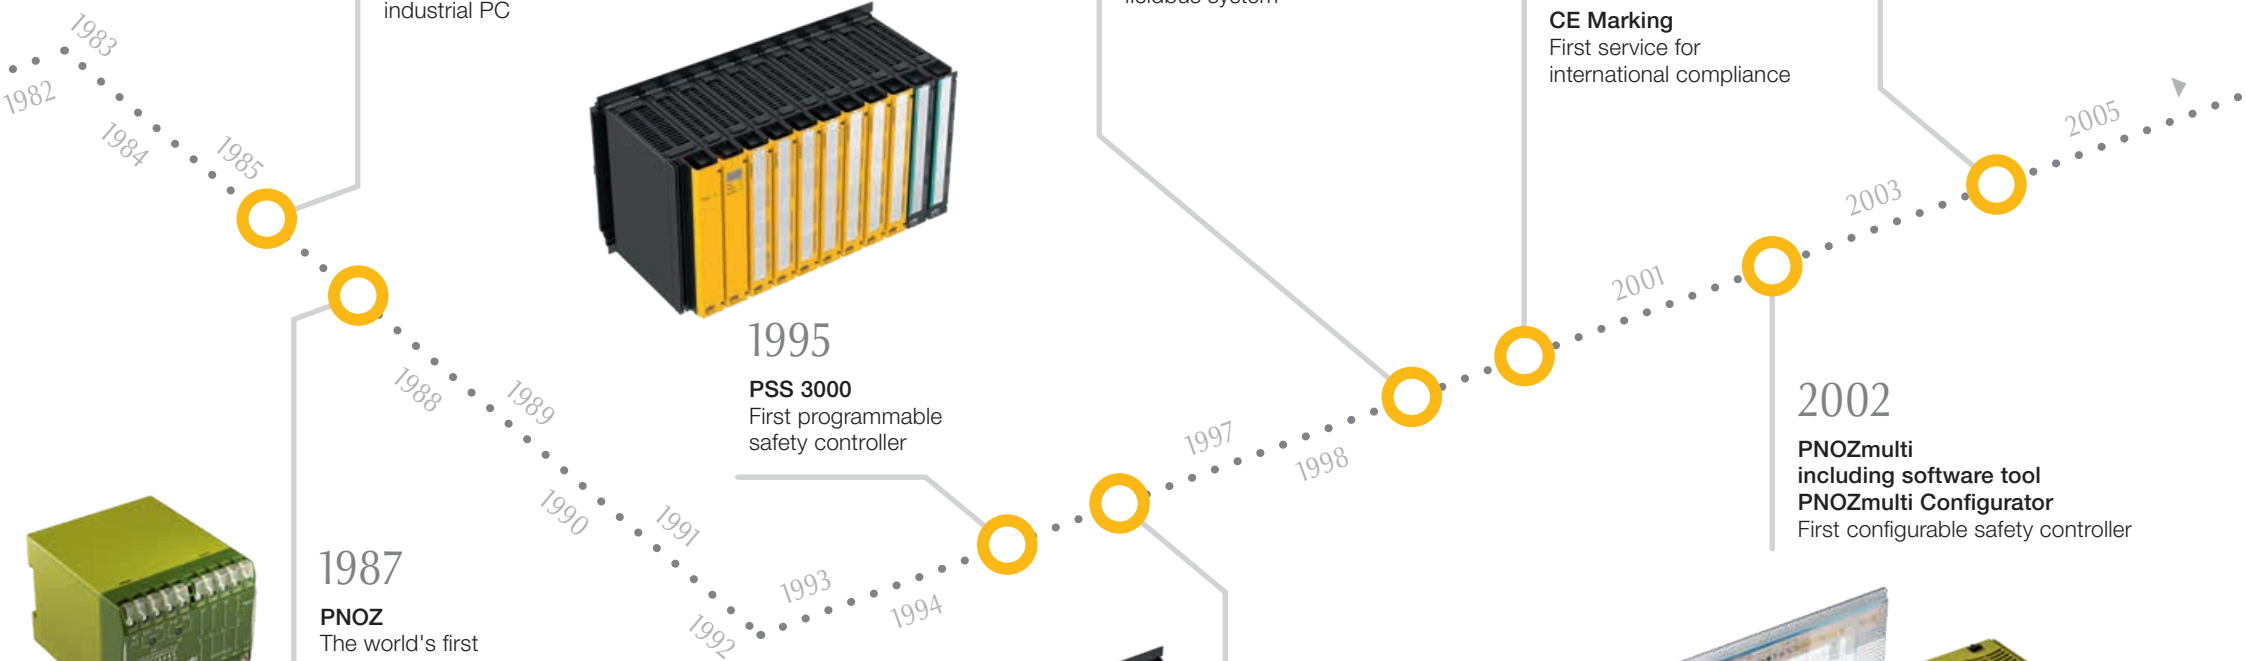 industrial PC
CE Marking
First service for
international compliance
1983
1982
1984
1985
2005
2003
2001
1995
PSS 3000
First programmable
safety controller
1988
1989
1997
1998
2002
PNOZmulti
including software tool
PNOZmulti Configurator
First configurable safety controller
1990
1991
1987
PNOZ
The world's first
1993
1994
1992